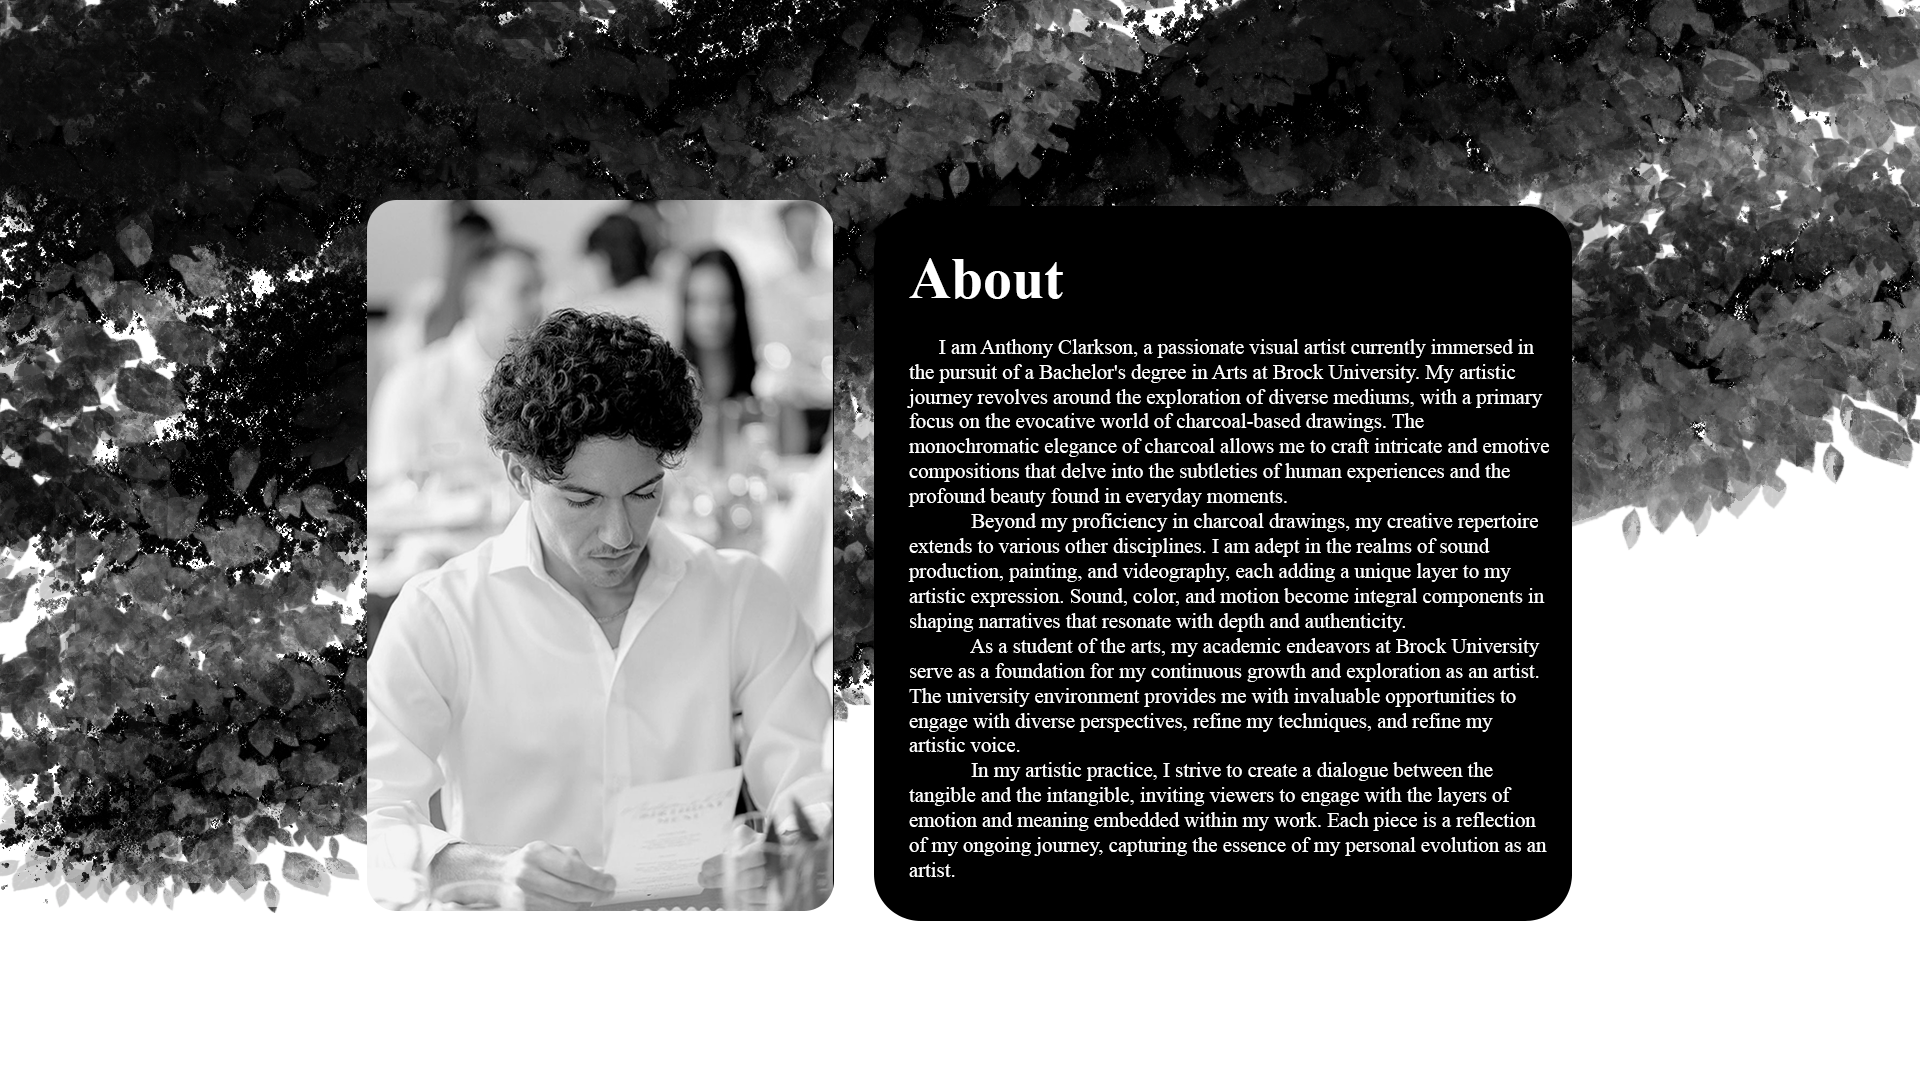 About
I am Anthony Clarkson, a passionate visual artist currently immersed in
the pursuit of a Bachelor's degree in Arts at Brock University. My artistic
journey revolves around the exploration of diverse mediums, with a primary
focus on the evocative world of charcoal-based drawings. The
monochromatic elegance of charcoal allows me to craft intricate and emotive
compositions that delve into the subtleties of human experiences and the
profound beauty found in everyday moments.
Beyond my proficiency in charcoal drawings, my creative repertoire
extends to various other disciplines. I am adept in the realms of sound
production, painting, and videography, each adding a unique layer to my
artistic expression. Sound, color, and motion become integral components in
shaping narratives that resonate with depth and authenticity.
As a student of the arts, my academic endeavors at Brock University
serve as a foundation for my continuous growth and exploration as an artist.
The university environment provides me with invaluable opportunities to
engage with diverse perspectives, refine my techniques, and refine my
artistic voice.
In my artistic practice, I strive to create a dialogue between the
tangible and the intangible, inviting viewers to engage with the layers of
emotion and meaning embedded within my work. Each piece is a reflection
of my ongoing journey, capturing the essence of my personal evolution as an
artist.